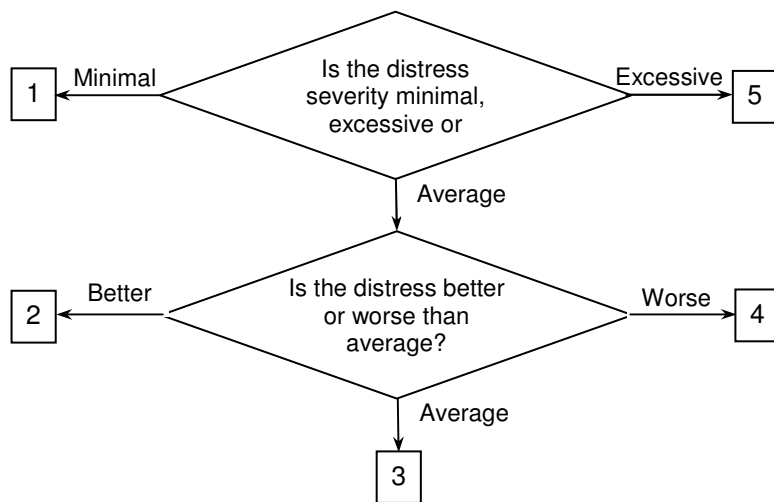 Is the distress
severity minimal,
excessive or
Minimal
1
Excessive
5
Average
Is the distress better
or worse than
average?
Better
2
Worse
4
Average
3